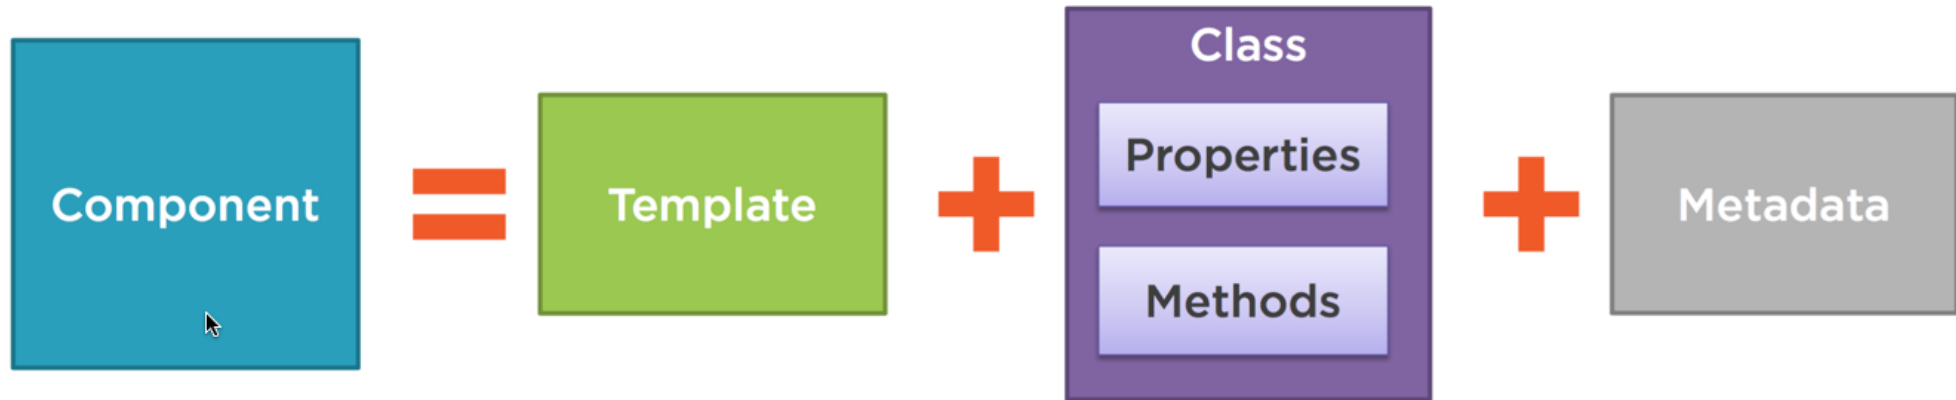 Component
Template
Class
Properties
Methods
Metadata